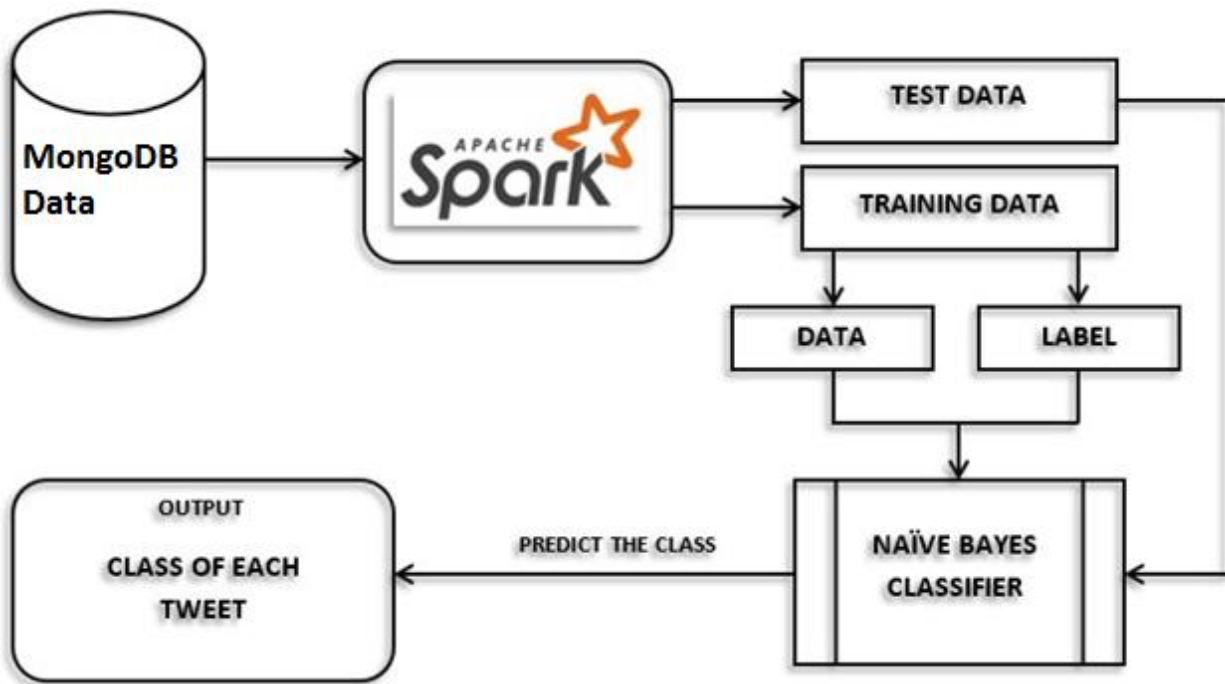 MongoDB
Data
APACHE
Spark
TEST DATA
TRAINING DATA
DATA
LABEL
NAÏVE BAYES
CLASSIFIER
PREDICT THE CLASS
OUTPUT
CLASS OF EACH
TWEET